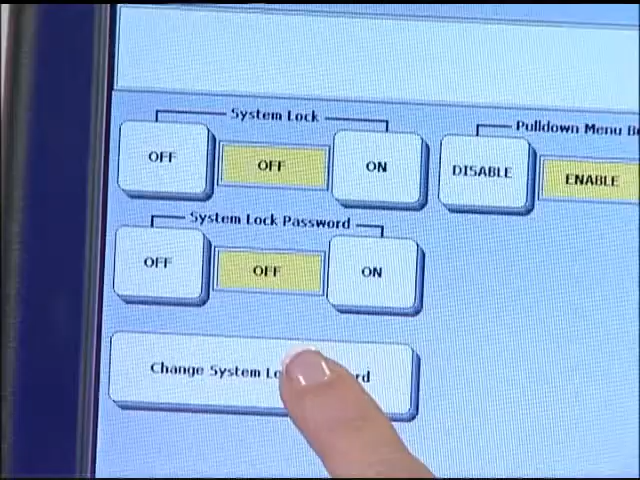 System Lock
Pulldown Menu
OFF OFF ON DISABLE ENABLE
System Lock Password
OFF OFF ON
Change System